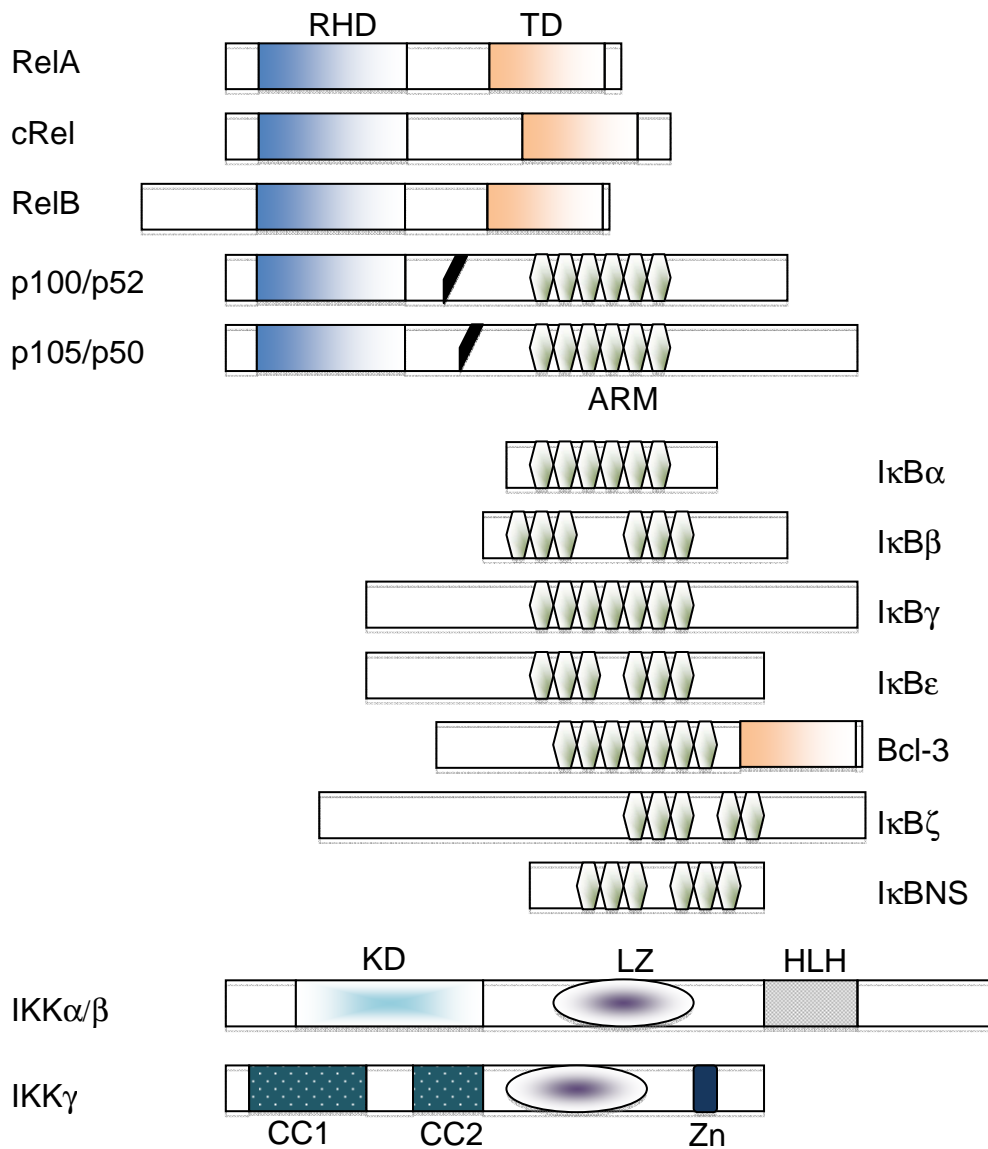 RHD TD
RelA
cRel
RelB
p100/p52
p105/p50
ARM
IκBα
IκBβ
IκBγ
IκBε
Bcl-3
IκBζ
IκBNS
KD LZ HLH
IKKα/β
IKKγ
CC1 CC2 Zn